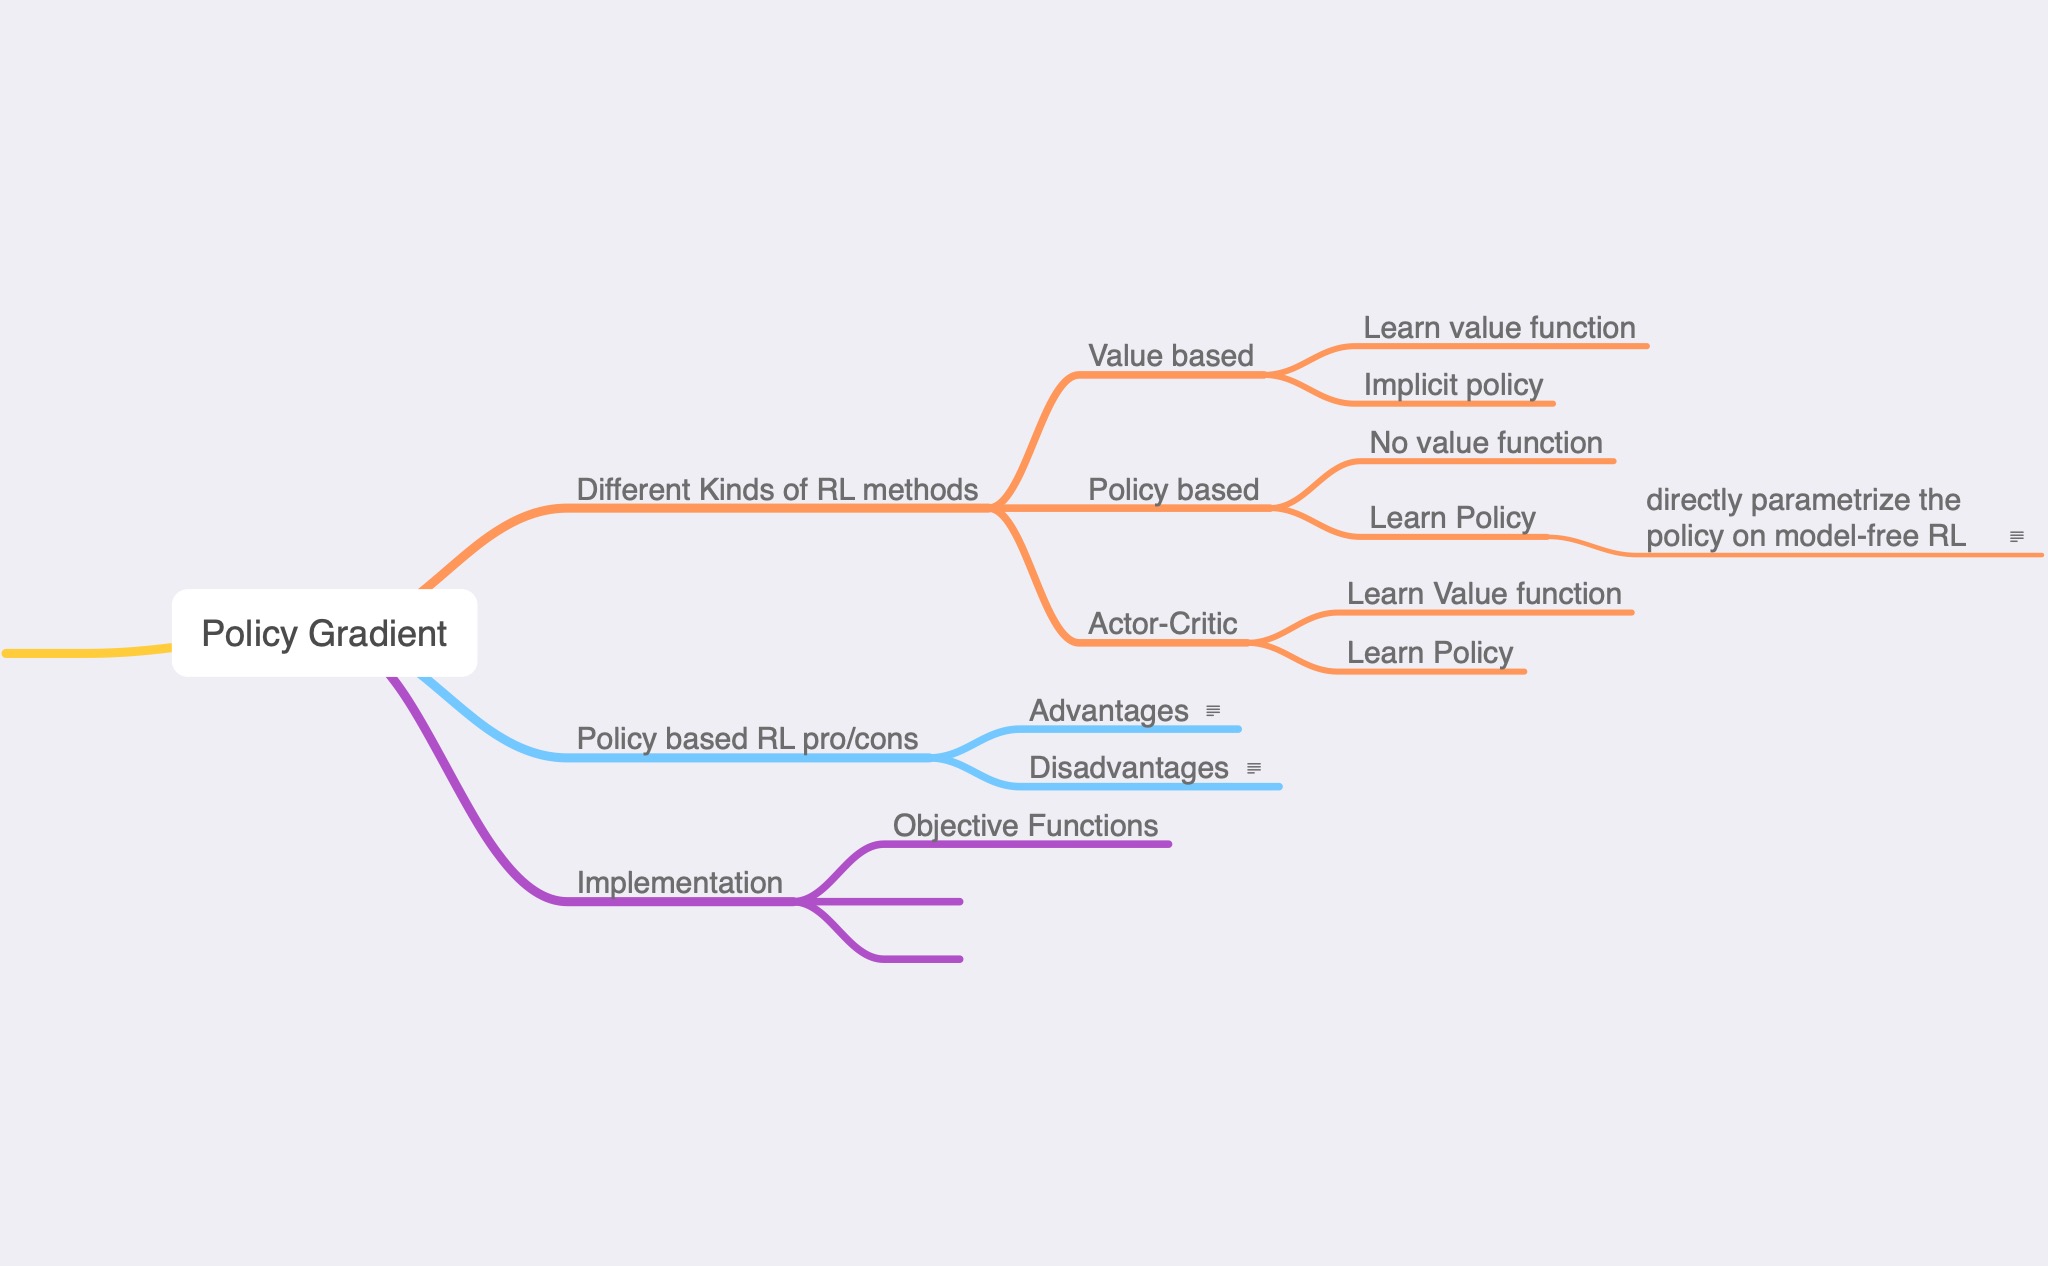 Policy Gradient
Different Kinds of RL methods
Value based
Learn value function
Implicit policy
Policy based
No value function
Learn Policy
directly parametrize the
policy on model-free RL
Actor-Critic
Learn Value function
Learn Policy
Policy based RL pro/cons
Advantages
Disadvantages
Implementation
Objective Functions